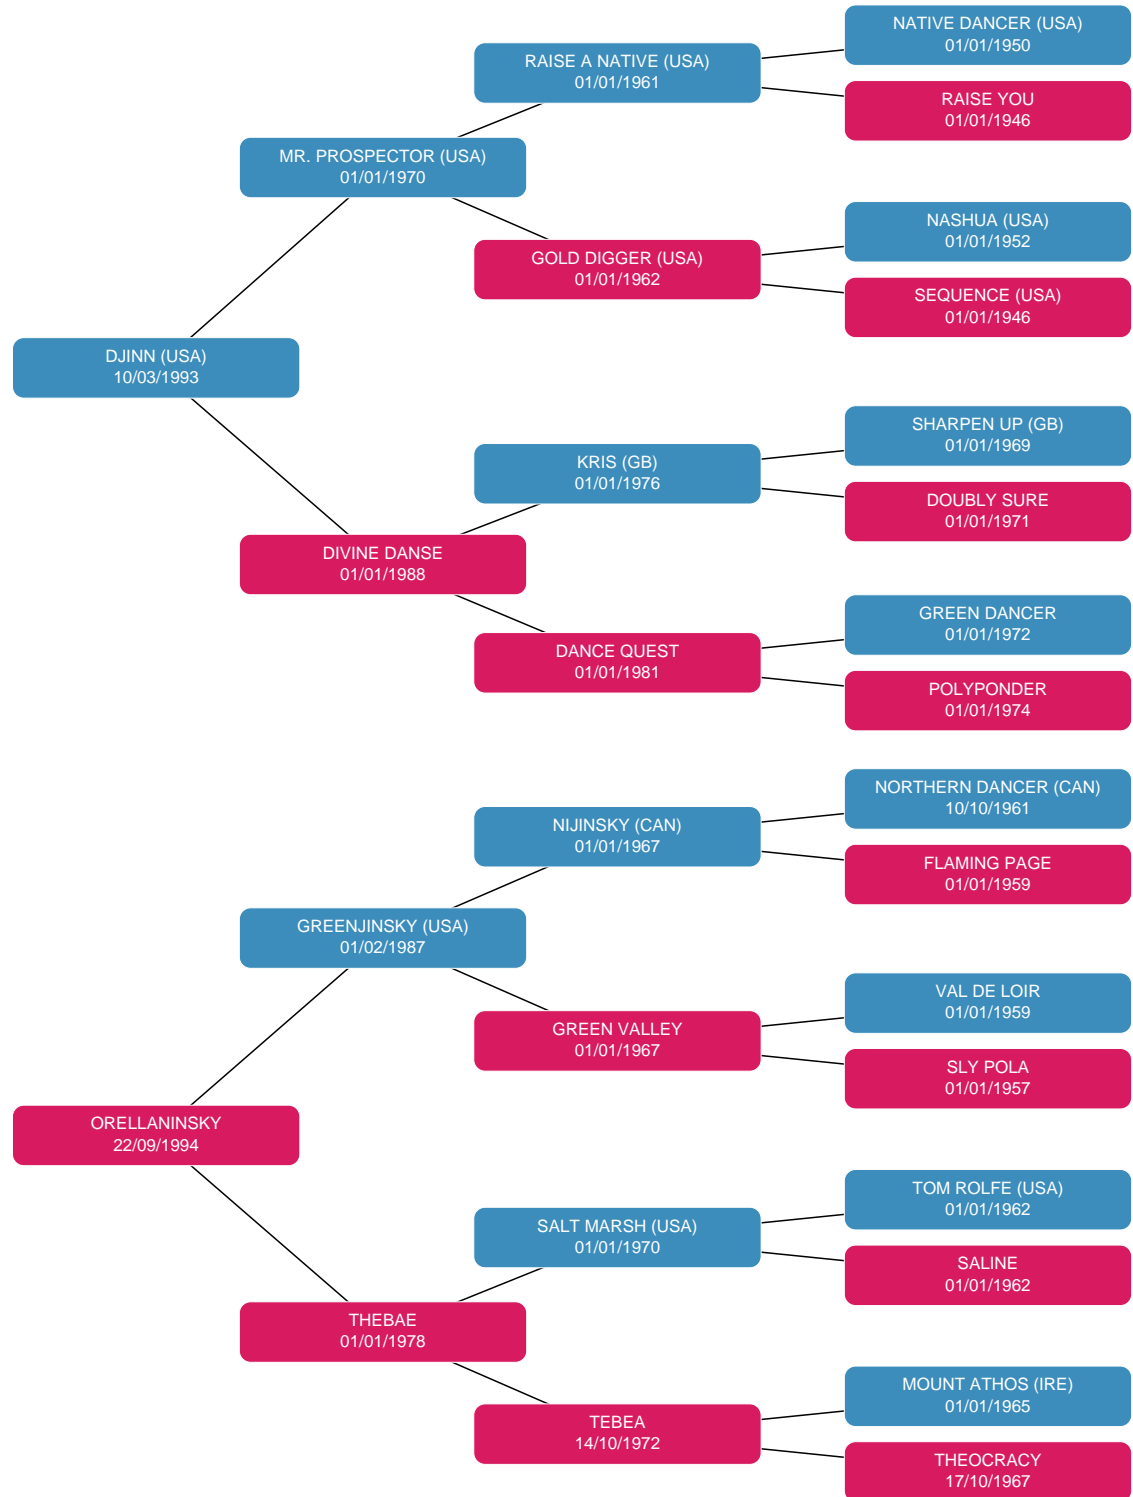 NATIVE DANCER (USA)
01/01/1950
RAISE A NATIVE (USA)
01/01/1961
RAISE YOU
01/01/1946
MR. PROSPECTOR (USA)
01/01/1970
NASHUA (USA)
01/01/1952
GOLD DIGGER (USA)
01/01/1962
SEQUENCE (USA)
01/01/1946
DJINN (USA)
10/03/1993
SHARPEN UP (GB)
01/01/1969
KRIS (GB)
01/01/1976
DOUBLY SURE
01/01/1971
DIVINE DANSE
01/01/1988
GREEN DANCER
01/01/1972
DANCE QUEST
01/01/1981
POLYPONDER
01/01/1974
NORTHERN DANCER (CAN)
10/10/1961
NIJINSKY (CAN)
01/01/1967
FLAMING PAGE
01/01/1959
GREENJINSKY (USA)
01/02/1987
VAL DE LOIR
01/01/1959
GREEN VALLEY
01/01/1967
SLY POLA
01/01/1957
ORELLANINSKY
22/09/1994
TOM ROLFE (USA)
01/01/1962
SALT MARSH (USA)
01/01/1970
SALINE
01/01/1962
THEBAE
01/01/1978
MOUNT ATHOS (IRE)
01/01/1965
TEBEA
14/10/1972
THEOCRACY
17/10/1967